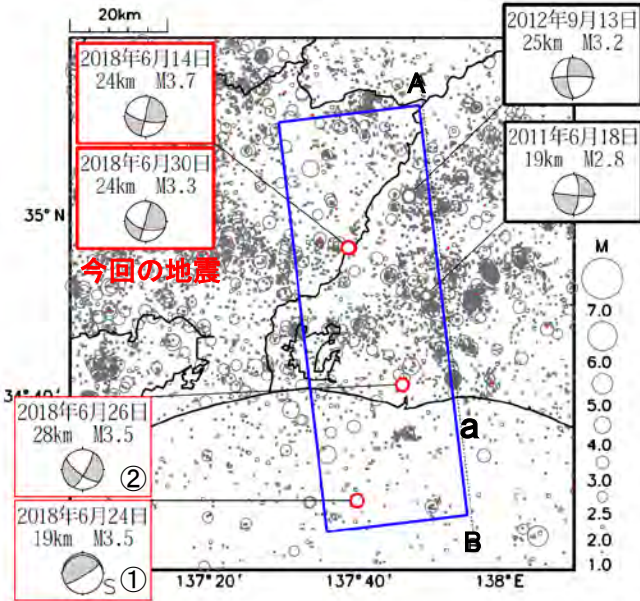 20km
2018年6月14日
24km M3.7
2018年6月30日
24km M3.3
今回の地震
2012年9月13日
25km M3.2
2011年6月18日
19km M2.8
A
35°N
34°40'
2018年6月26日
28km M3.5
②
2018年6月24日
19km M3.5
S
①
a
B
137°20'
137°40'
138°E
M
7.0
6.0
5.0
4.0
3.0
2.5
2.0
1.0